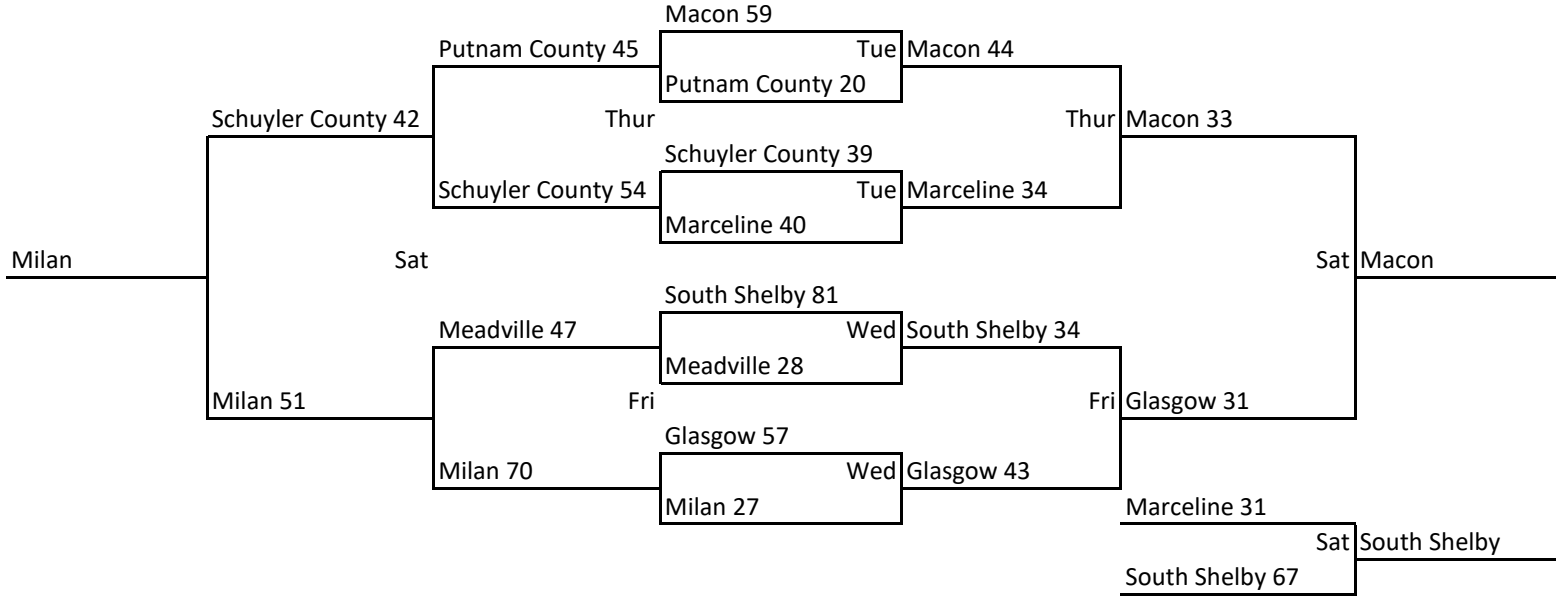 Macon 59
Putnam County 45
Tue
Macon 44
Putnam County 20
Schuyler County 42
Thur
Thur
Macon 33
Schuyler County 39
Schuyler County 54
Tue
Marceline 34
Marceline 40
Milan
Sat
Sat
Macon
South Shelby 81
Meadville 47
Wed
South Shelby 34
Meadville 28
Milan 51
Fri
Fri
Glasgow 31
Glasgow 57
Milan 70
Wed
Glasgow 43
Milan 27
Marceline 31
Sat
South Shelby
South Shelby 67